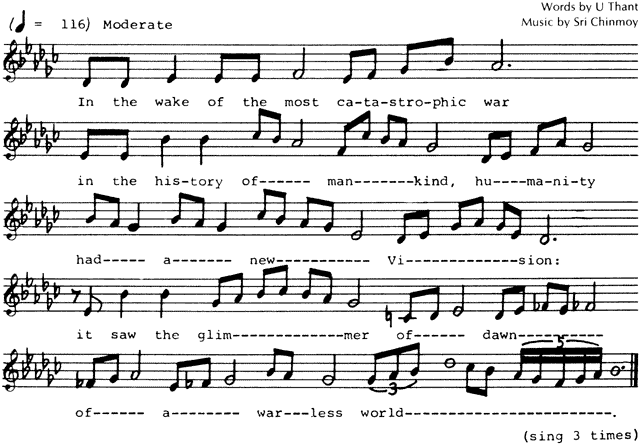 Words by U Thant
(♩ = 116) Moderate Music by Sri Chinmoy
In the wake of the most ca-ta-stro-phic war
in the his-tory of------ man-------kind, hu----ma-ni-ty
had----- a------- new----------- Vi-----------sion:
it saw the glim-------------mer of------ dawn----------
3 5
of------ a------- war---less world-------------------------.
(sing 3 times)